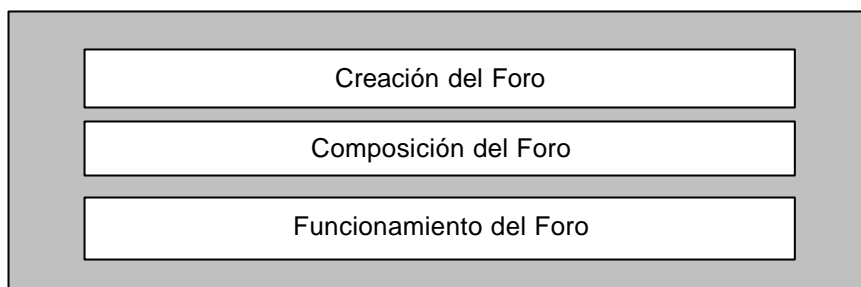 Creación del Foro
Composición del Foro
Funcionamiento del Foro